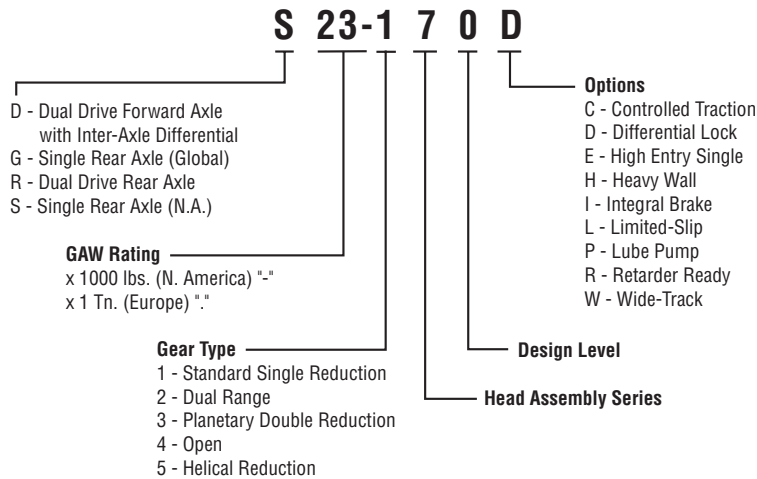 S 23-1 7 0 D
D - Dual Drive Forward Axle
with Inter-Axle Differential
G - Single Rear Axle (Global)
R - Dual Drive Rear Axle
S - Single Rear Axle (N.A.)
GAW Rating
x 1000 lbs. (N. America) "-"
x 1 Tn. (Europe) "."
Gear Type
1 - Standard Single Reduction
2 - Dual Range
3 - Planetary Double Reduction
4 - Open
5 - Helical Reduction
Options
C - Controlled Traction
D - Differential Lock
E - High Entry Single
H - Heavy Wall
I - Integral Brake
L - Limited-Slip
P - Lube Pump
R - Retarder Ready
W - Wide-Track
Design Level
Head Assembly Series